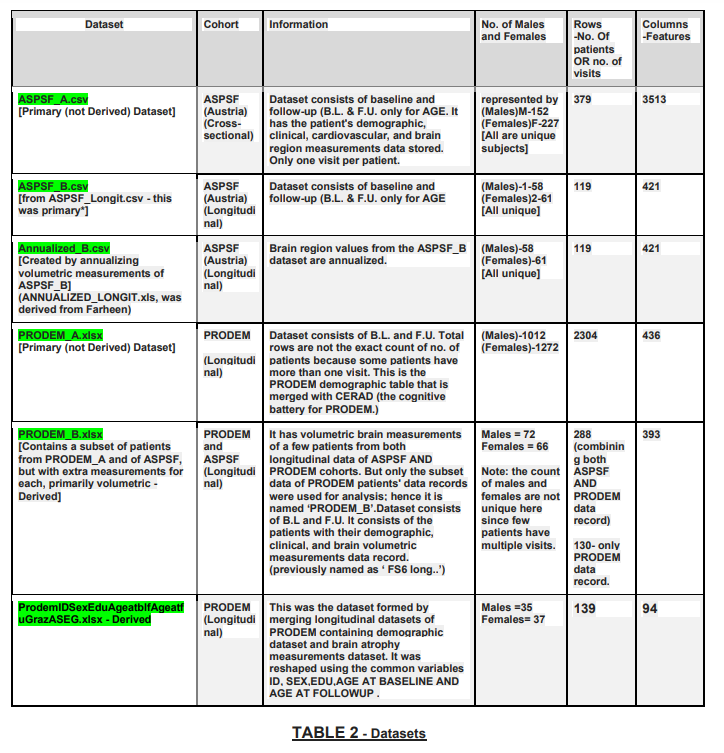 Dataset
Cohort
Information
No. of Males
and Females
Rows
-No. Of
patients
OR no. of
visits
Columns
-Features
ASPSF_A.csv
[Primary (not Derived) Dataset]
ASPSF
(Austria)
(Cross-
sectional)
Dataset consists of baseline and
follow-up (B.L. & F.U. only for AGE. It
has the patient's demographic,
clinical, cardiovascular, and brain
region measurements data stored.
Only one visit per patient.
represented by
(Males)M-152
(Females)F-227
[All are unique
subjects]
379
3513
ASPSF_B.csv
[from ASPSF_Longit.csv - this
was primary*]
ASPSF
(Austria)
(Longitudi
nal)
Dataset consists of baseline and
follow-up (B.L. & F.U. only for AGE
(Males)-1-58
(Females)2-61
[All unique]
119
421
Annualized_B.csv
[Created by annualizing
volumetric measurements of
ASPSF_B]
(ANNUALIZED_LONGIT.xls, was
derived from Farheen)
ASPSF
(Austria)
(Longitudi
nal)
Brain region values from the ASPSF_B
dataset are annualized.
(Males)-58
(Females)-61
[All unique]
119
421
PRODEM_A.xlsx
[Primary (not Derived) Dataset]
PRODEM
(Longitudi
nal)
Dataset consists of B.L. and F.U. Total
rows are not the exact count of no. of
patients because some patients have
more than one visit. This is the
PRODEM demographic table that is
merged with CERAD (the cognitive
battery for PRODEM.)
(Males)-1012
(Females)-1272
2304
436
PRODEM_B.xlsx
[Contains a subset of patients
from PRODEM_A and of ASPSF,
but with extra measurements for
each, primarily volumetric -
Derived]
PRODEM
and
ASPSF
(Longitudi
nal)
It has volumetric brain measurements
of a few patients from both
longitudinal data of ASPSF AND
PRODEM cohorts. But only the subset
data of PRODEM patients' data records
were used for analysis; hence it is
named ‘PRODEM_B’.Dataset consists
of B.L and F.U. It consists of the
patients with their demographic,
clinical, and brain volumetric
measurements data record.
(previously named as ‘ FS6 long..’)
Males = 72
Females = 66
Note: the count
of males and
females are not
unique here
since few
patients have
multiple visits.
288
(combinin
g both
ASPSF
AND
PRODEM
data
record)
130- only
PRODEM
data
record.
393
ProdemIDSexEduAgeatblfAgeatf
uGrazASEG.xlsx - Derived
PRODEM
(Longitudi
nal)
This was the dataset formed by
merging longitudinal datasets of
PRODEM containing demographic
dataset and brain atrophy
measurements dataset. It was
reshaped using the common variables
ID, SEX,EDU,AGE AT BASELINE AND
AGE AT FOLLOWUP .
Males =35
Females= 37
139
94
TABLE 2 - Datasets